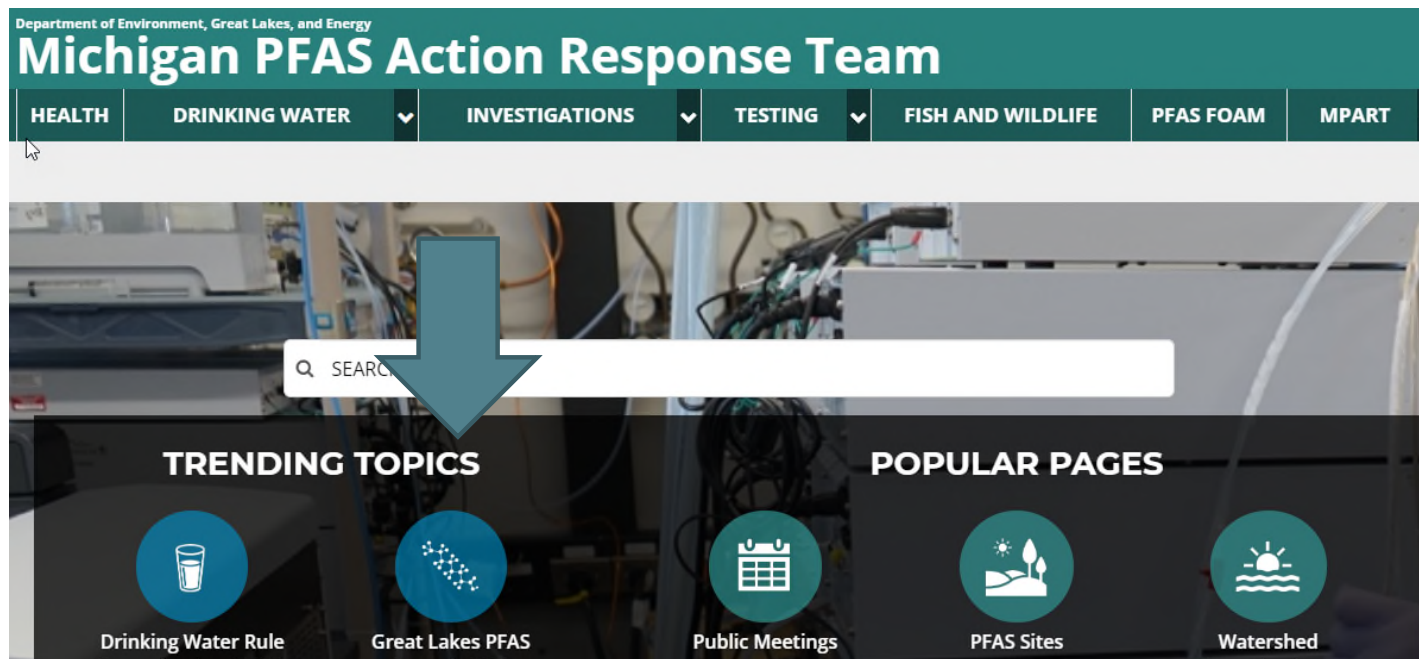 Department of Environment, Great Lakes, and Energy
Michigan PFAS Action Response Team
HEALTH DRINKING WATER INVESTIGATIONS TESTING FISH AND WILDLIFE PFAS FOAM MPART
SEARC
TRENDING TOPICS POPULAR PAGES
Drinking Water Rule Great Lakes PFAS Public Meetings PFAS Sites Watershed